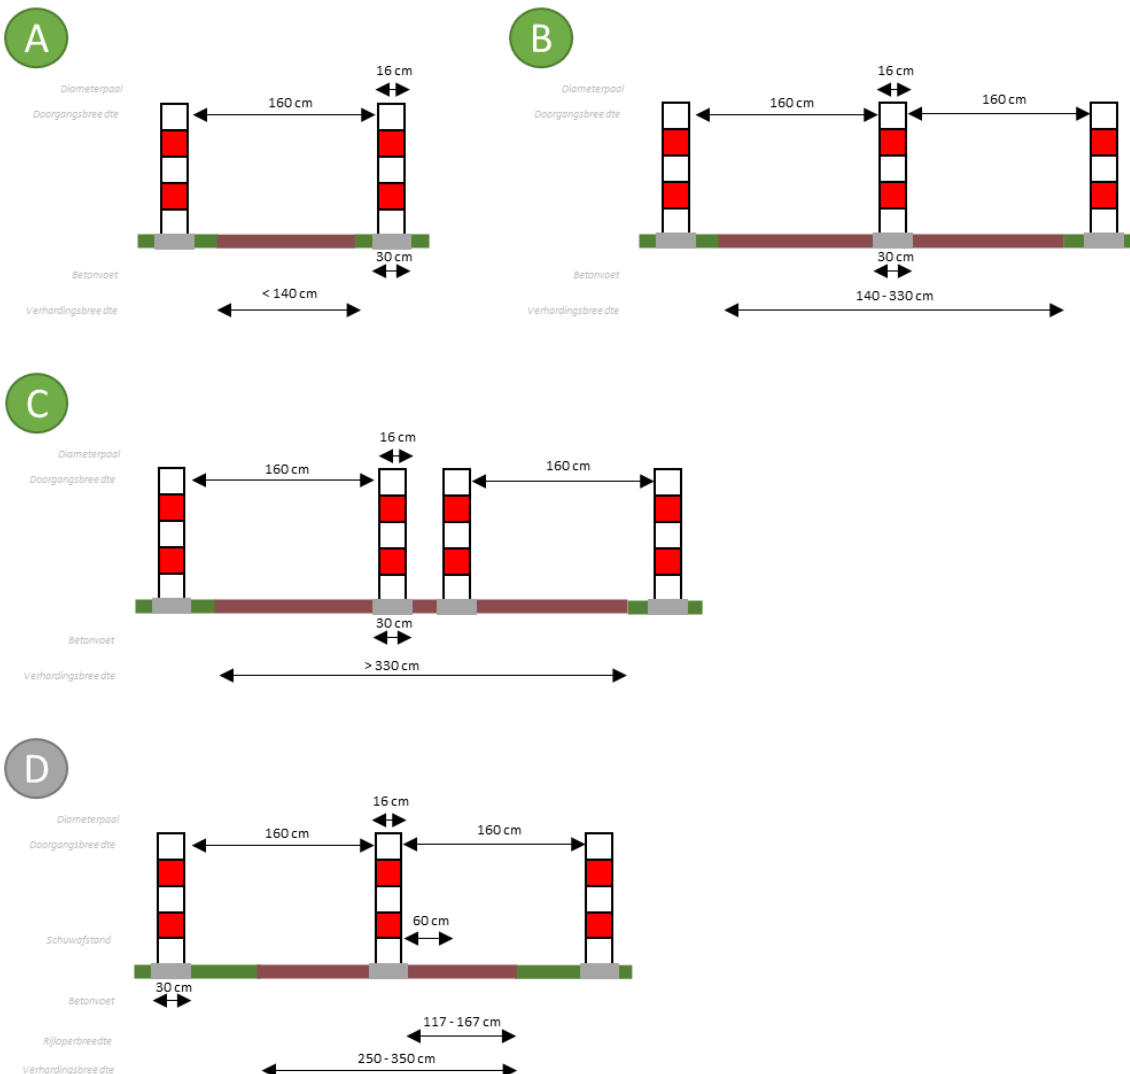 A
B
16 cm
16 cm
Diameterpaal
Diameterpaal
160 cm
160 cm
160 cm
Doorgangsbreedte
Doorgangsbreedte
30 cm
30 cm
Betonvoet
Betonvoet
< 140 cm
140 - 330 cm
Verhardingsbreedte
Verhardingsbreedte
C
16 cm
Diameterpaal
160 cm
160 cm
Doorgangsbreedte
30 cm
Betonvoet
> 330 cm
Verhardingsbreedte
D
16 cm
Diameterpaal
160 cm
160 cm
Doorgangsbreedte
60 cm
Schuwafstand
30 cm
Betonvoet
117 - 167 cm
Rijloperbreedte
250 - 350 cm
Verhardingsbreedte